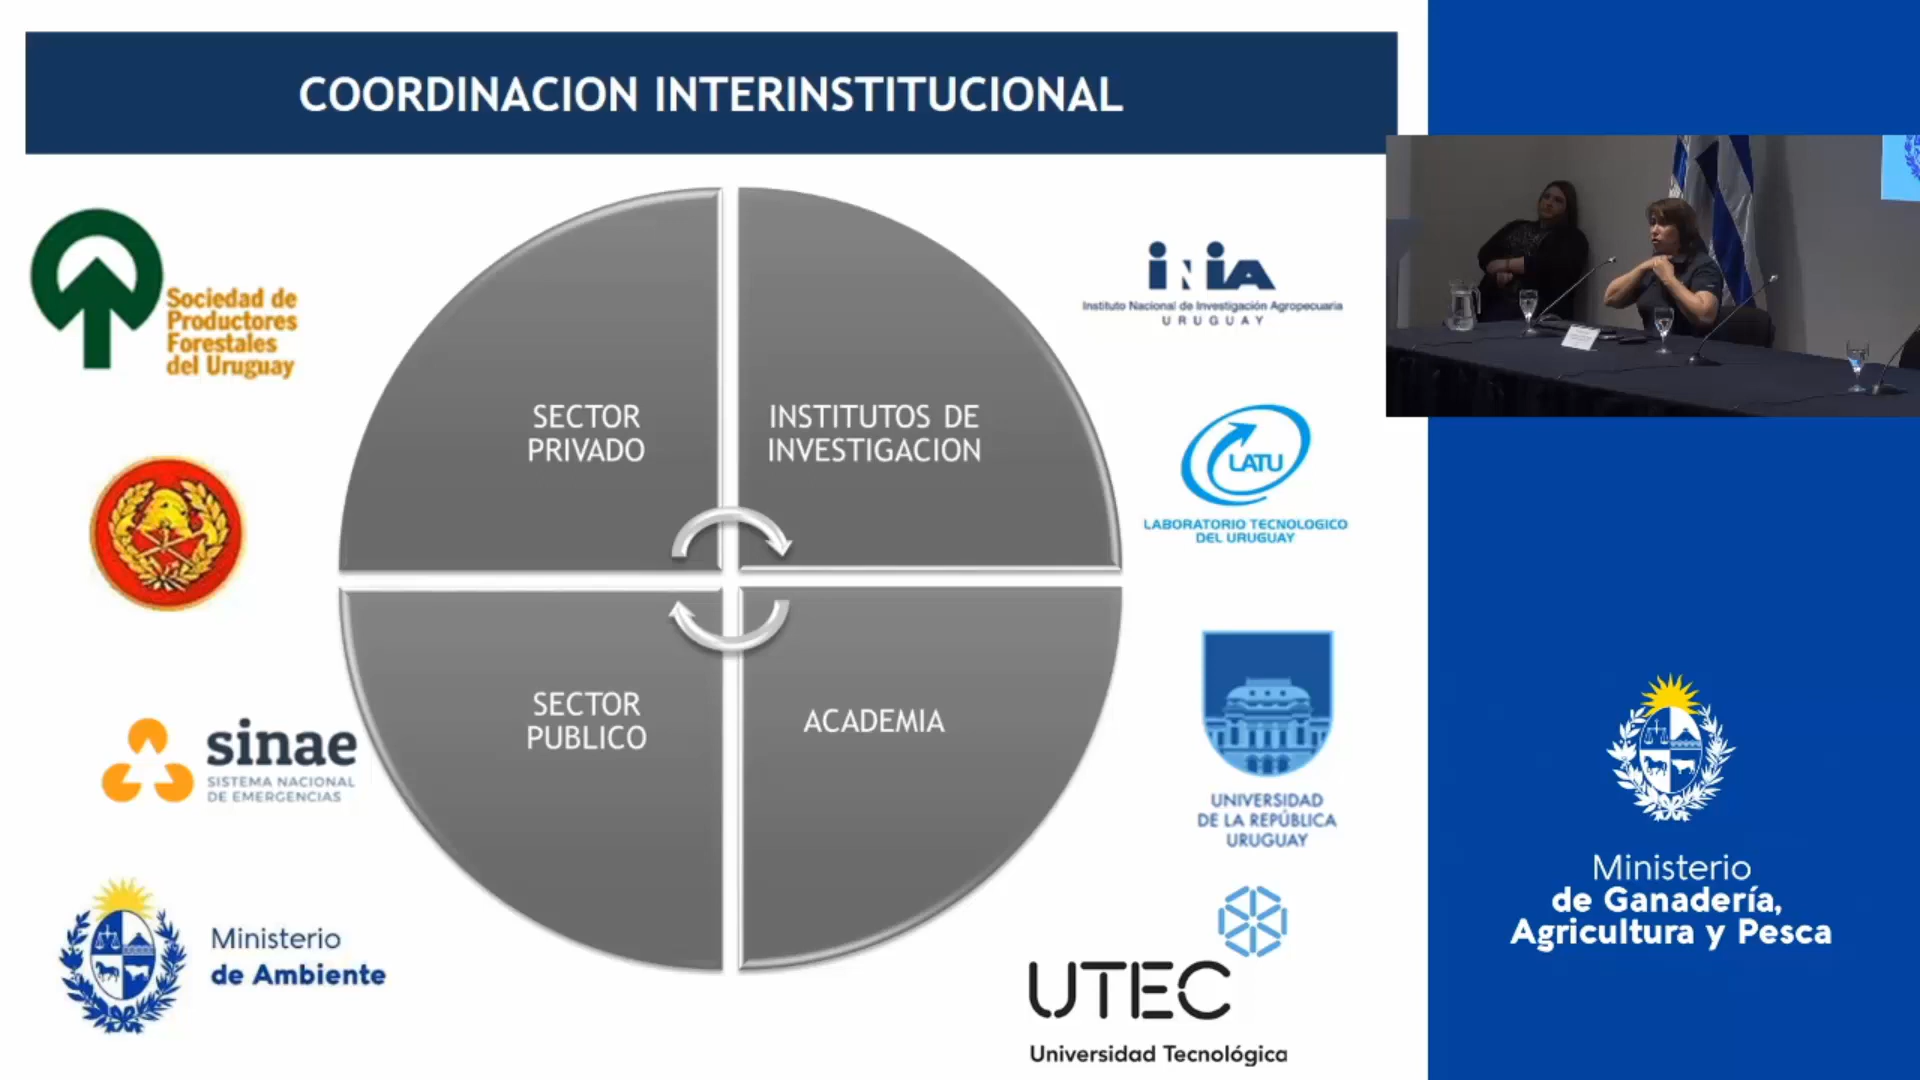 COORDINACION INTERINSTITUCIONAL
Sociedad de
Productores
Forestales
del Uruguay
SECTOR
PRIVADO
INSTITUTOS DE
INVESTIGACION
SECTOR
PUBLICO
ACADEMIA
sinae
SISTEMA NACIONAL
DE EMERGENCIAS
Ministerio
de Ambiente
INIA
Instituto Nacional de Investigación Agropecuaria
URUGUAY
LATU
LABORATORIO TECNOLOGICO
DEL URUGUAY
UNIVERSIDAD
DE LA REPÚBLICA
URUGUAY
UTEC
Universidad Tecnológica
Ministerio
de Ganadería,
Agricultura y Pesca